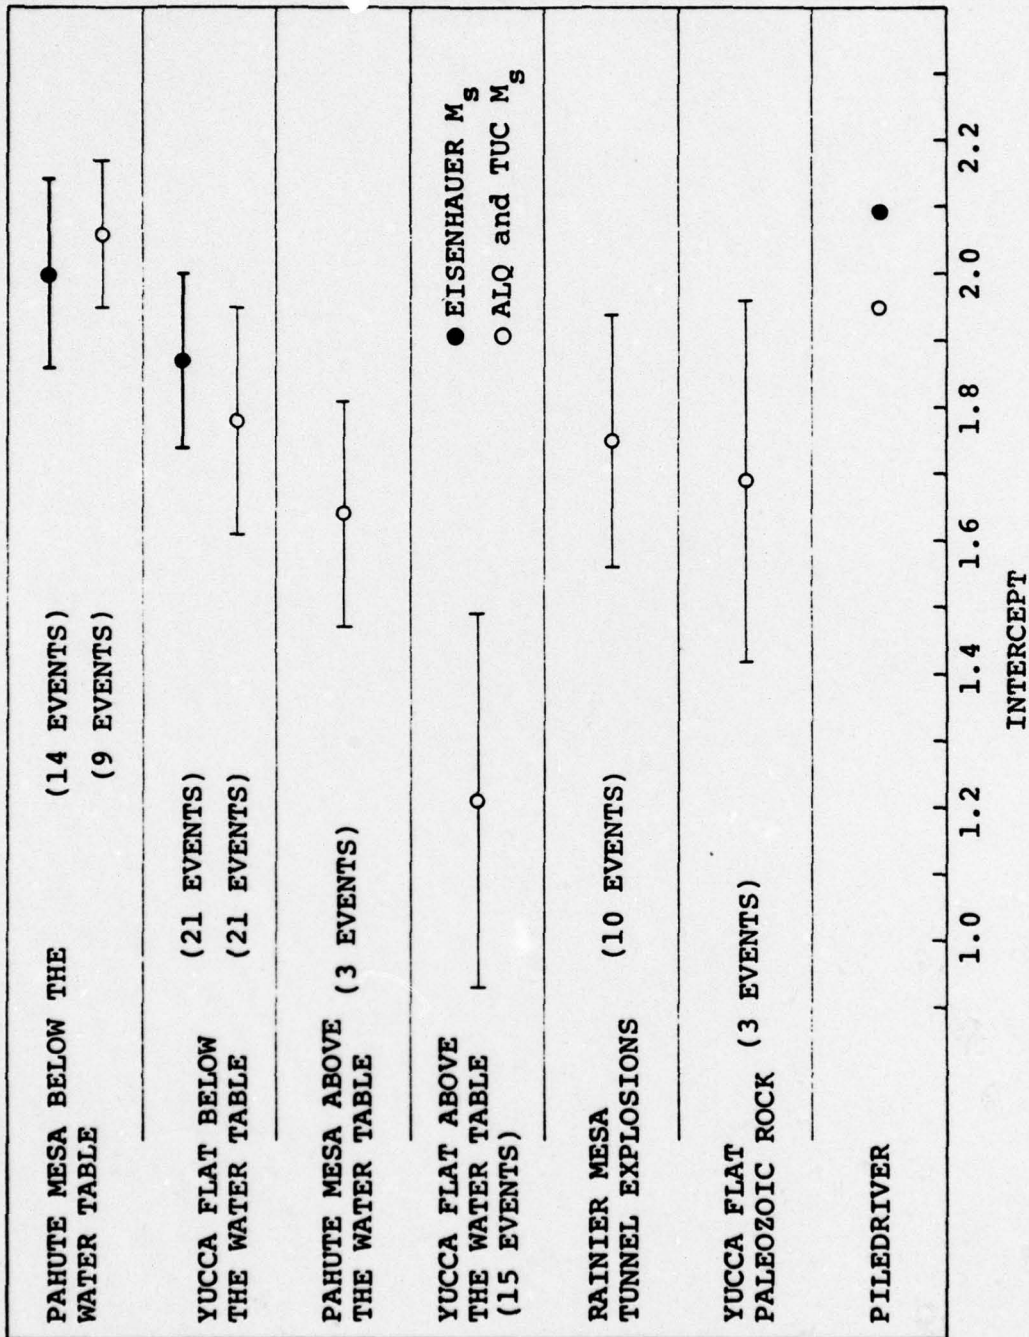 PAHUTE MESA BELOW THE
WATER TABLE
(14 EVENTS)
(9 EVENTS)
YUCCA FLAT BELOW
THE WATER TABLE
(21 EVENTS)
(21 EVENTS)
PAHUTE MESA ABOVE
THE WATER TABLE
(3 EVENTS)
YUCCA FLAT ABOVE
THE WATER TABLE
(15 EVENTS)
● EISENHAUER Ms
○ ALQ and TUC Ms
RAINIER MESA
TUNNEL EXPLOSIONS
(10 EVENTS)
YUCCA FLAT
PALEOZOIC ROCK
(3 EVENTS)
PILEDRIVER
1.0 1.2 1.4 1.6 1.8 2.0 2.2
INTERCEPT